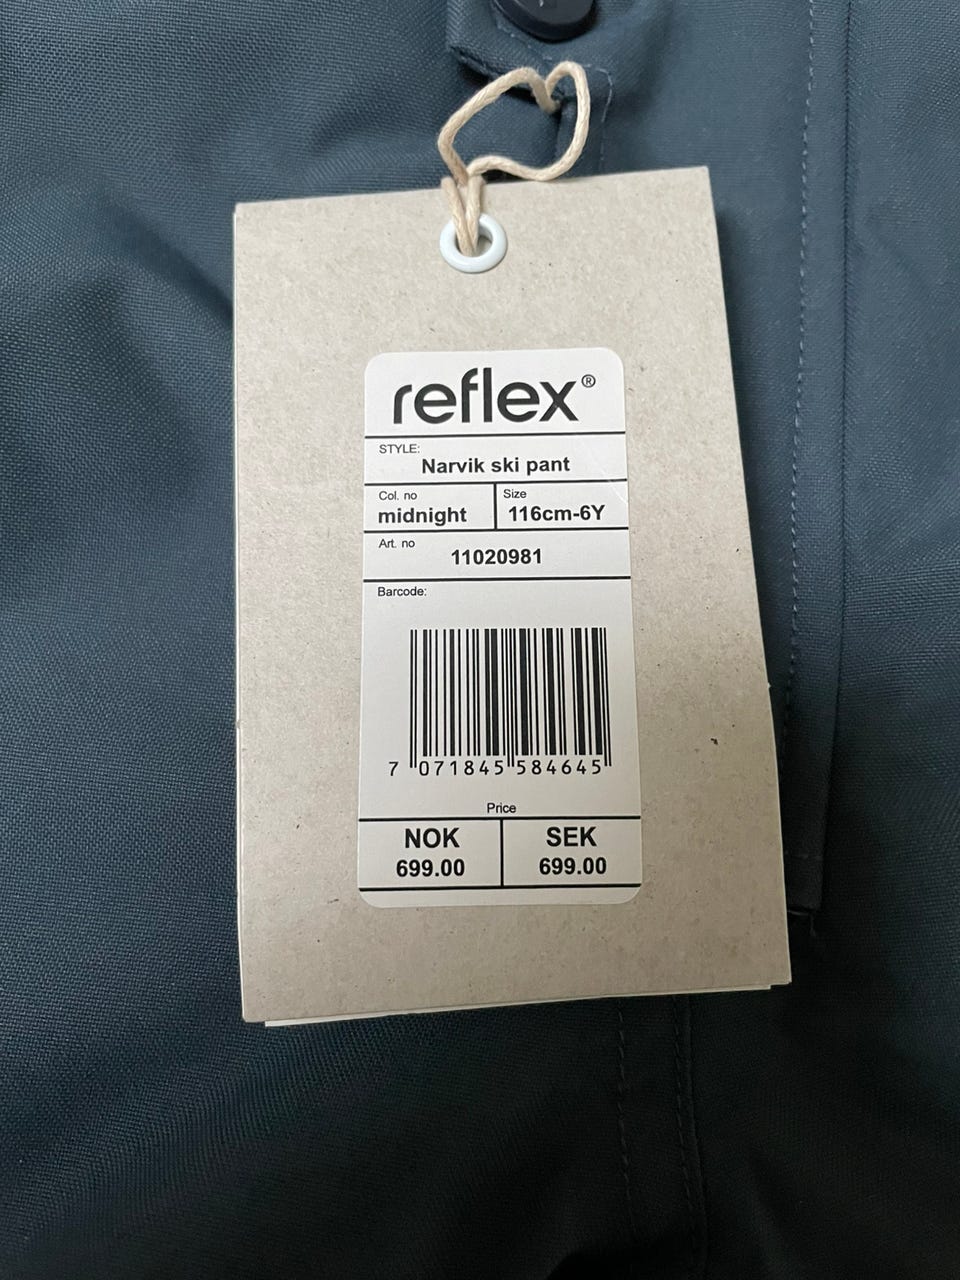 reflex®
STYLE:
Narvik ski pant
Col. no
midnight
Size
116cm-6Y
Art. no
11020981
Barcode:
7 071845 584645
Price
NOK
699.00
SEK
699.00